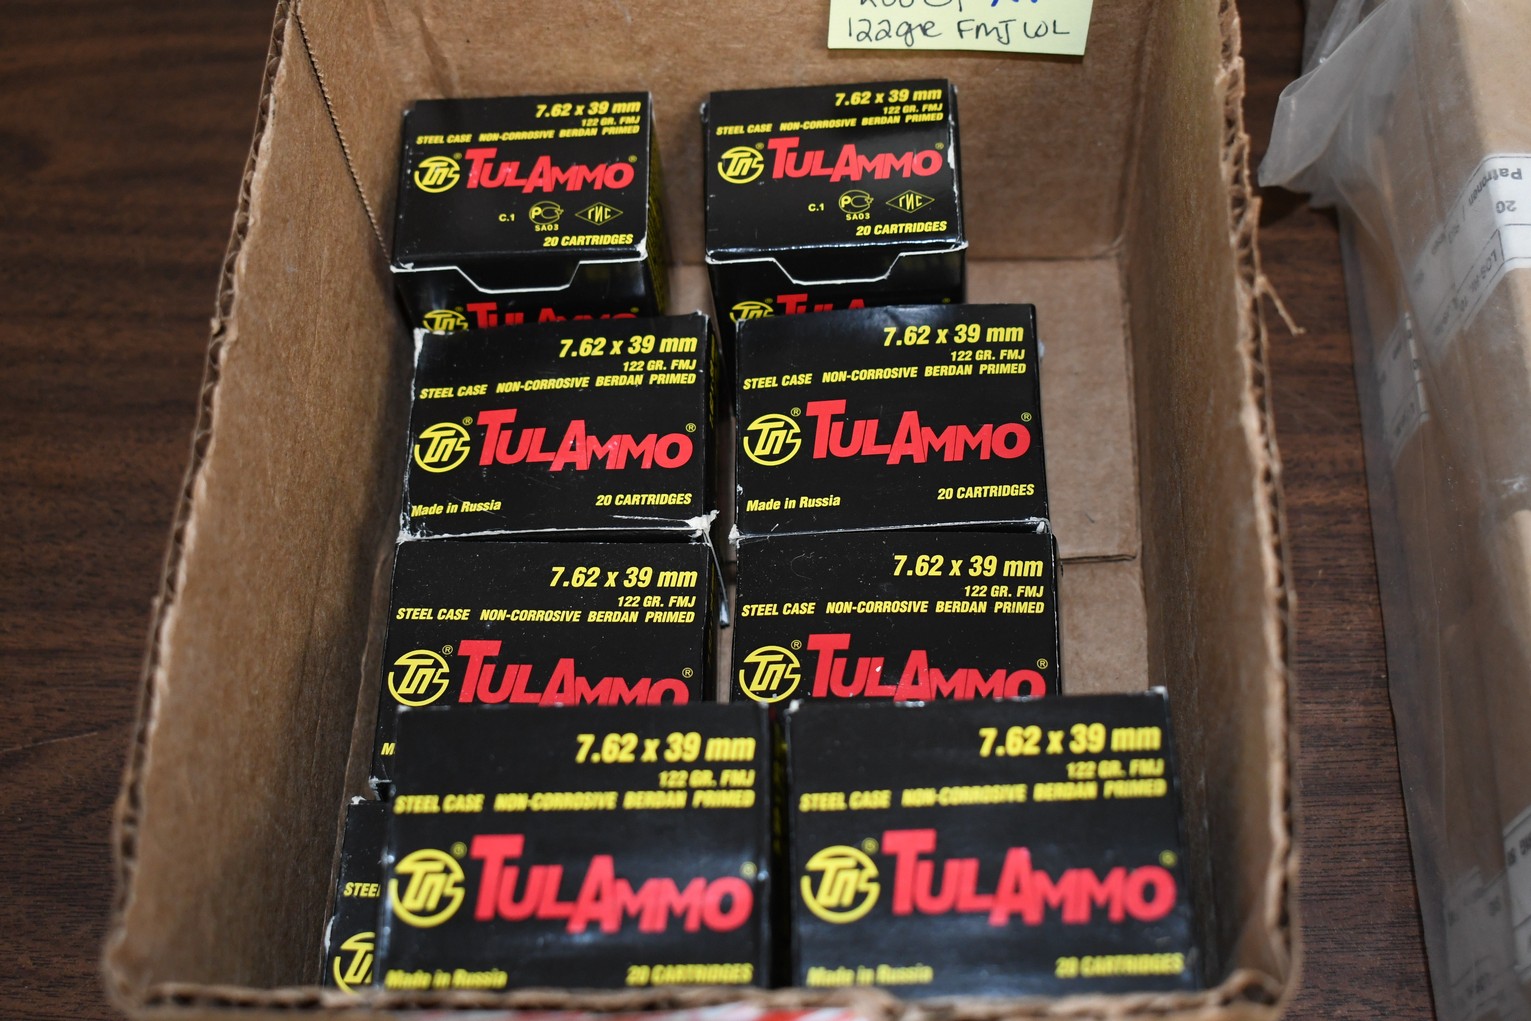 122gr FMJ WL
7.62 x 39 mm
122 GR. FMJ
STEEL CASE NON-CORROSIVE BERDAN PRIMED
TULAMMO®
C.1 РС ГИС
SA03
20 CARTRIDGES
TULAMMO
7.62 x 39 mm
122 GR. FMJ
STEEL CASE NON-CORROSIVE BERDAN PRIMED
TULAMMO®
C.1 РС ГИС
SA03
20 CARTRIDGES
7.62 x 39 mm
122 GR. FMJ
STEEL CASE NON-CORROSIVE BERDAN PRIMED
TULAMMO®
Made in Russia 20 CARTRIDGES
7.62 x 39 mm
122 GR. FMJ
STEEL CASE NON-CORROSIVE BERDAN PRIMED
TULAMMO®
Made in Russia 20 CARTRIDGES
7.62 x 39 mm
122 GR. FMJ
STEEL CASE NON-CORROSIVE BERDAN PRIMED
TULAMMO®
7.62 x 39 mm
122 GR. FMJ
STEEL CASE NON-CORROSIVE BERDAN PRIMED
TULAMMO®
7.62 x 39 mm
122 GR. FMJ
STEEL CASE NON-CORROSIVE BERDAN PRIMED
TULAMMO®
Made in Russia 20 CARTRIDGES
7.62 x 39 mm
122 GR. FMJ
STEEL CASE NON-CORROSIVE BERDAN PRIMED
TULAMMO®
Made in Russia 20 CARTRIDGES
20
Patronen